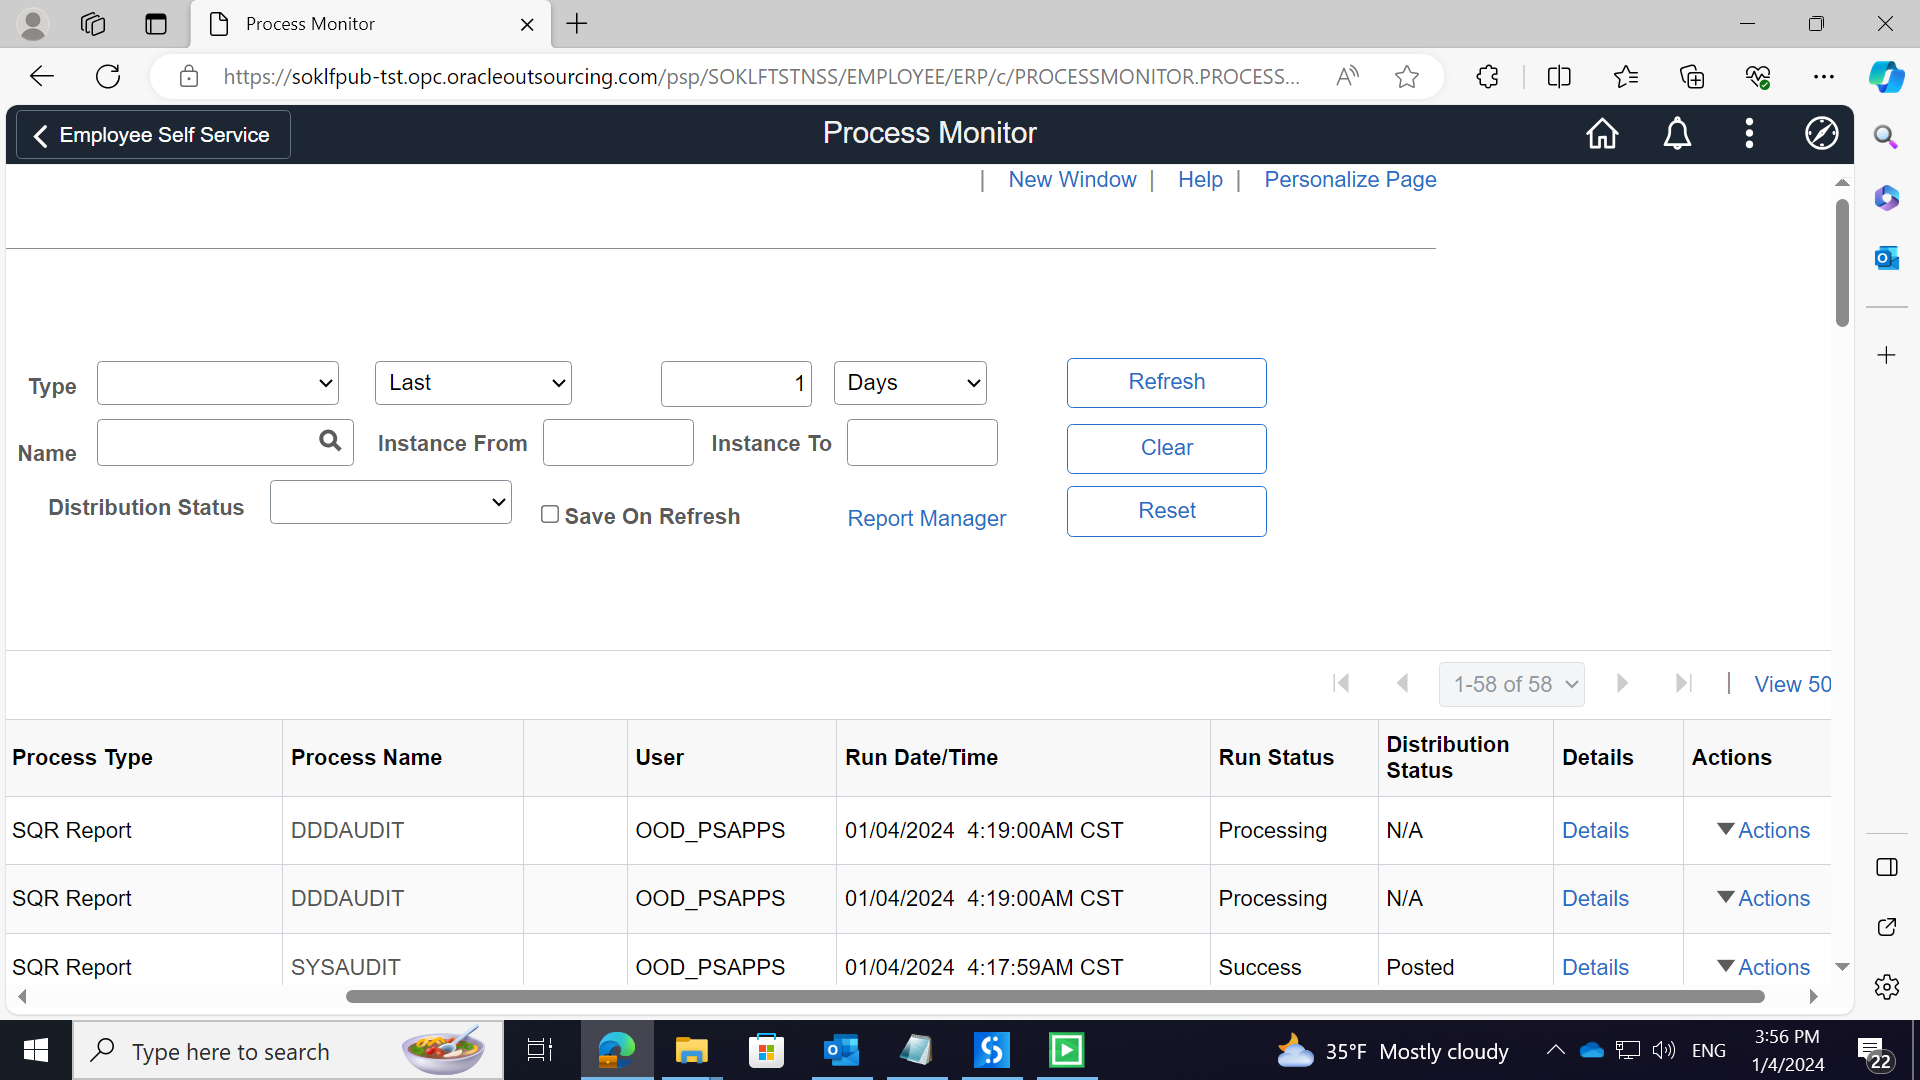 Process Monitor
https://soklfpub-tst.opc.oracleoutsourcing.com/psp/SOKLFTSTNSS/EMPLOYEE/ERP/c/PROCESSMONITOR.PROCESS...
Employee Self Service
Process Monitor
| New Window | Help | Personalize Page
Type Last 1 Days Refresh
Name Instance From Instance To Clear
Distribution Status Save On Refresh Report Manager Reset
1-58 of 58 | View 50
Process Type Process Name User Run Date/Time Run Status Distribution Status Details Actions
SQR Report DDDAUDIT OOD_PSAPPS 01/04/2024 4:19:00AM CST Processing N/A Details Actions
SQR Report DDDAUDIT OOD_PSAPPS 01/04/2024 4:19:00AM CST Processing N/A Details Actions
SQR Report SYSAUDIT OOD_PSAPPS 01/04/2024 4:17:59AM CST Success Posted Details Actions
Type here to search
35°F Mostly cloudy
ENG
3:56 PM
1/4/2024
22